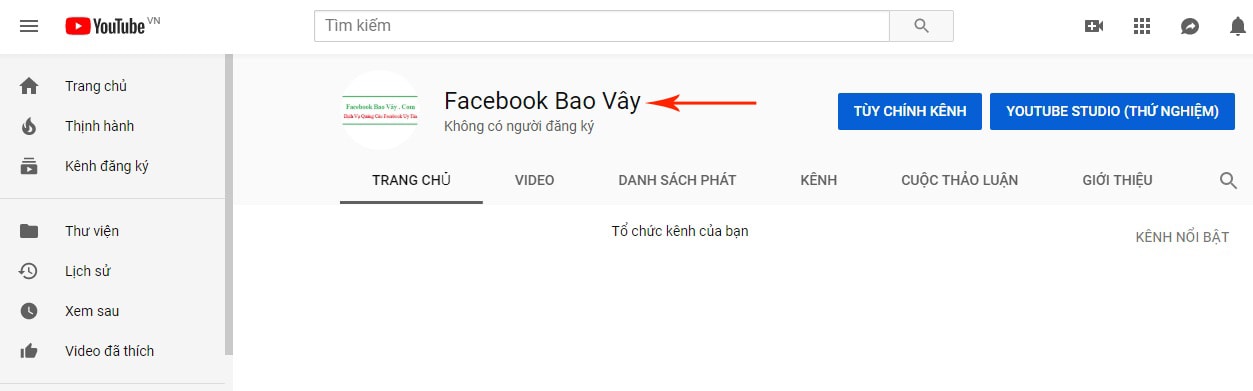 YouTube VN
Tìm kiếm
Trang chủ
Thịnh hành
Kênh đăng ký
Thư viện
Lịch sử
Xem sau
Video đã thích
Facebook Bao Vây . Com
Dịch Vụ Quảng Cáo Facebook Uy Tín
Facebook Bao Vây
Không có người đăng ký
TÙY CHỈNH KÊNH
YOUTUBE STUDIO (THỬ NGHIỆM)
TRANG CHỦ VIDEO DANH SÁCH PHÁT KÊNH CUỘC THẢO LUẬN GIỚI THIỆU
Tổ chức kênh của bạn
KÊNH NỔI BẬT